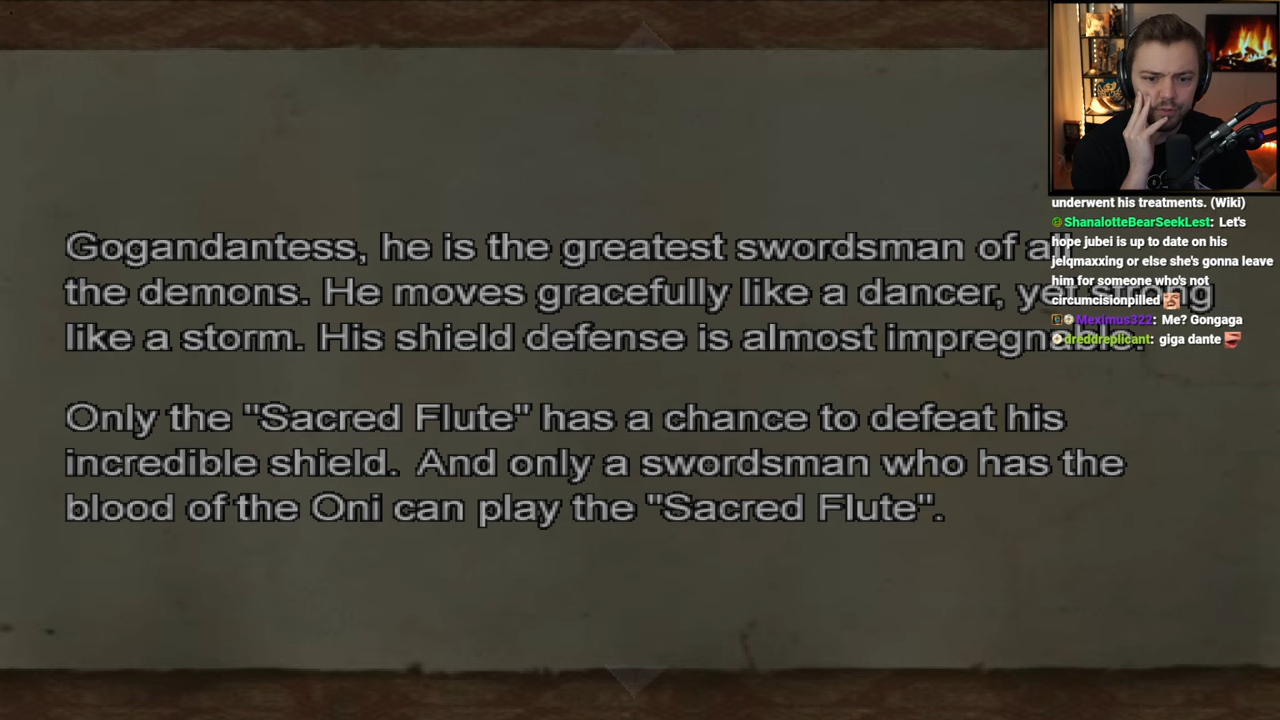 Gogandantess, he is the greatest swordsman of all
the demons. He moves gracefully like a dancer, yet strong
like a storm. His shield defense is almost impregnable.
Only the "Sacred Flute" has a chance to defeat his
incredible shield. And only a swordsman who has the
blood of the Oni can play the "Sacred Flute".
underwent his treatments. (Wiki)
ShanalotteBearSeekLest: Let's
hope jubei is up to date on his
jelqmaxxing or else she's gonna leave
him for someone who's not
circumcisionpilled
Meximus322: Me? Gongaga
dreddreplicant: giga dante